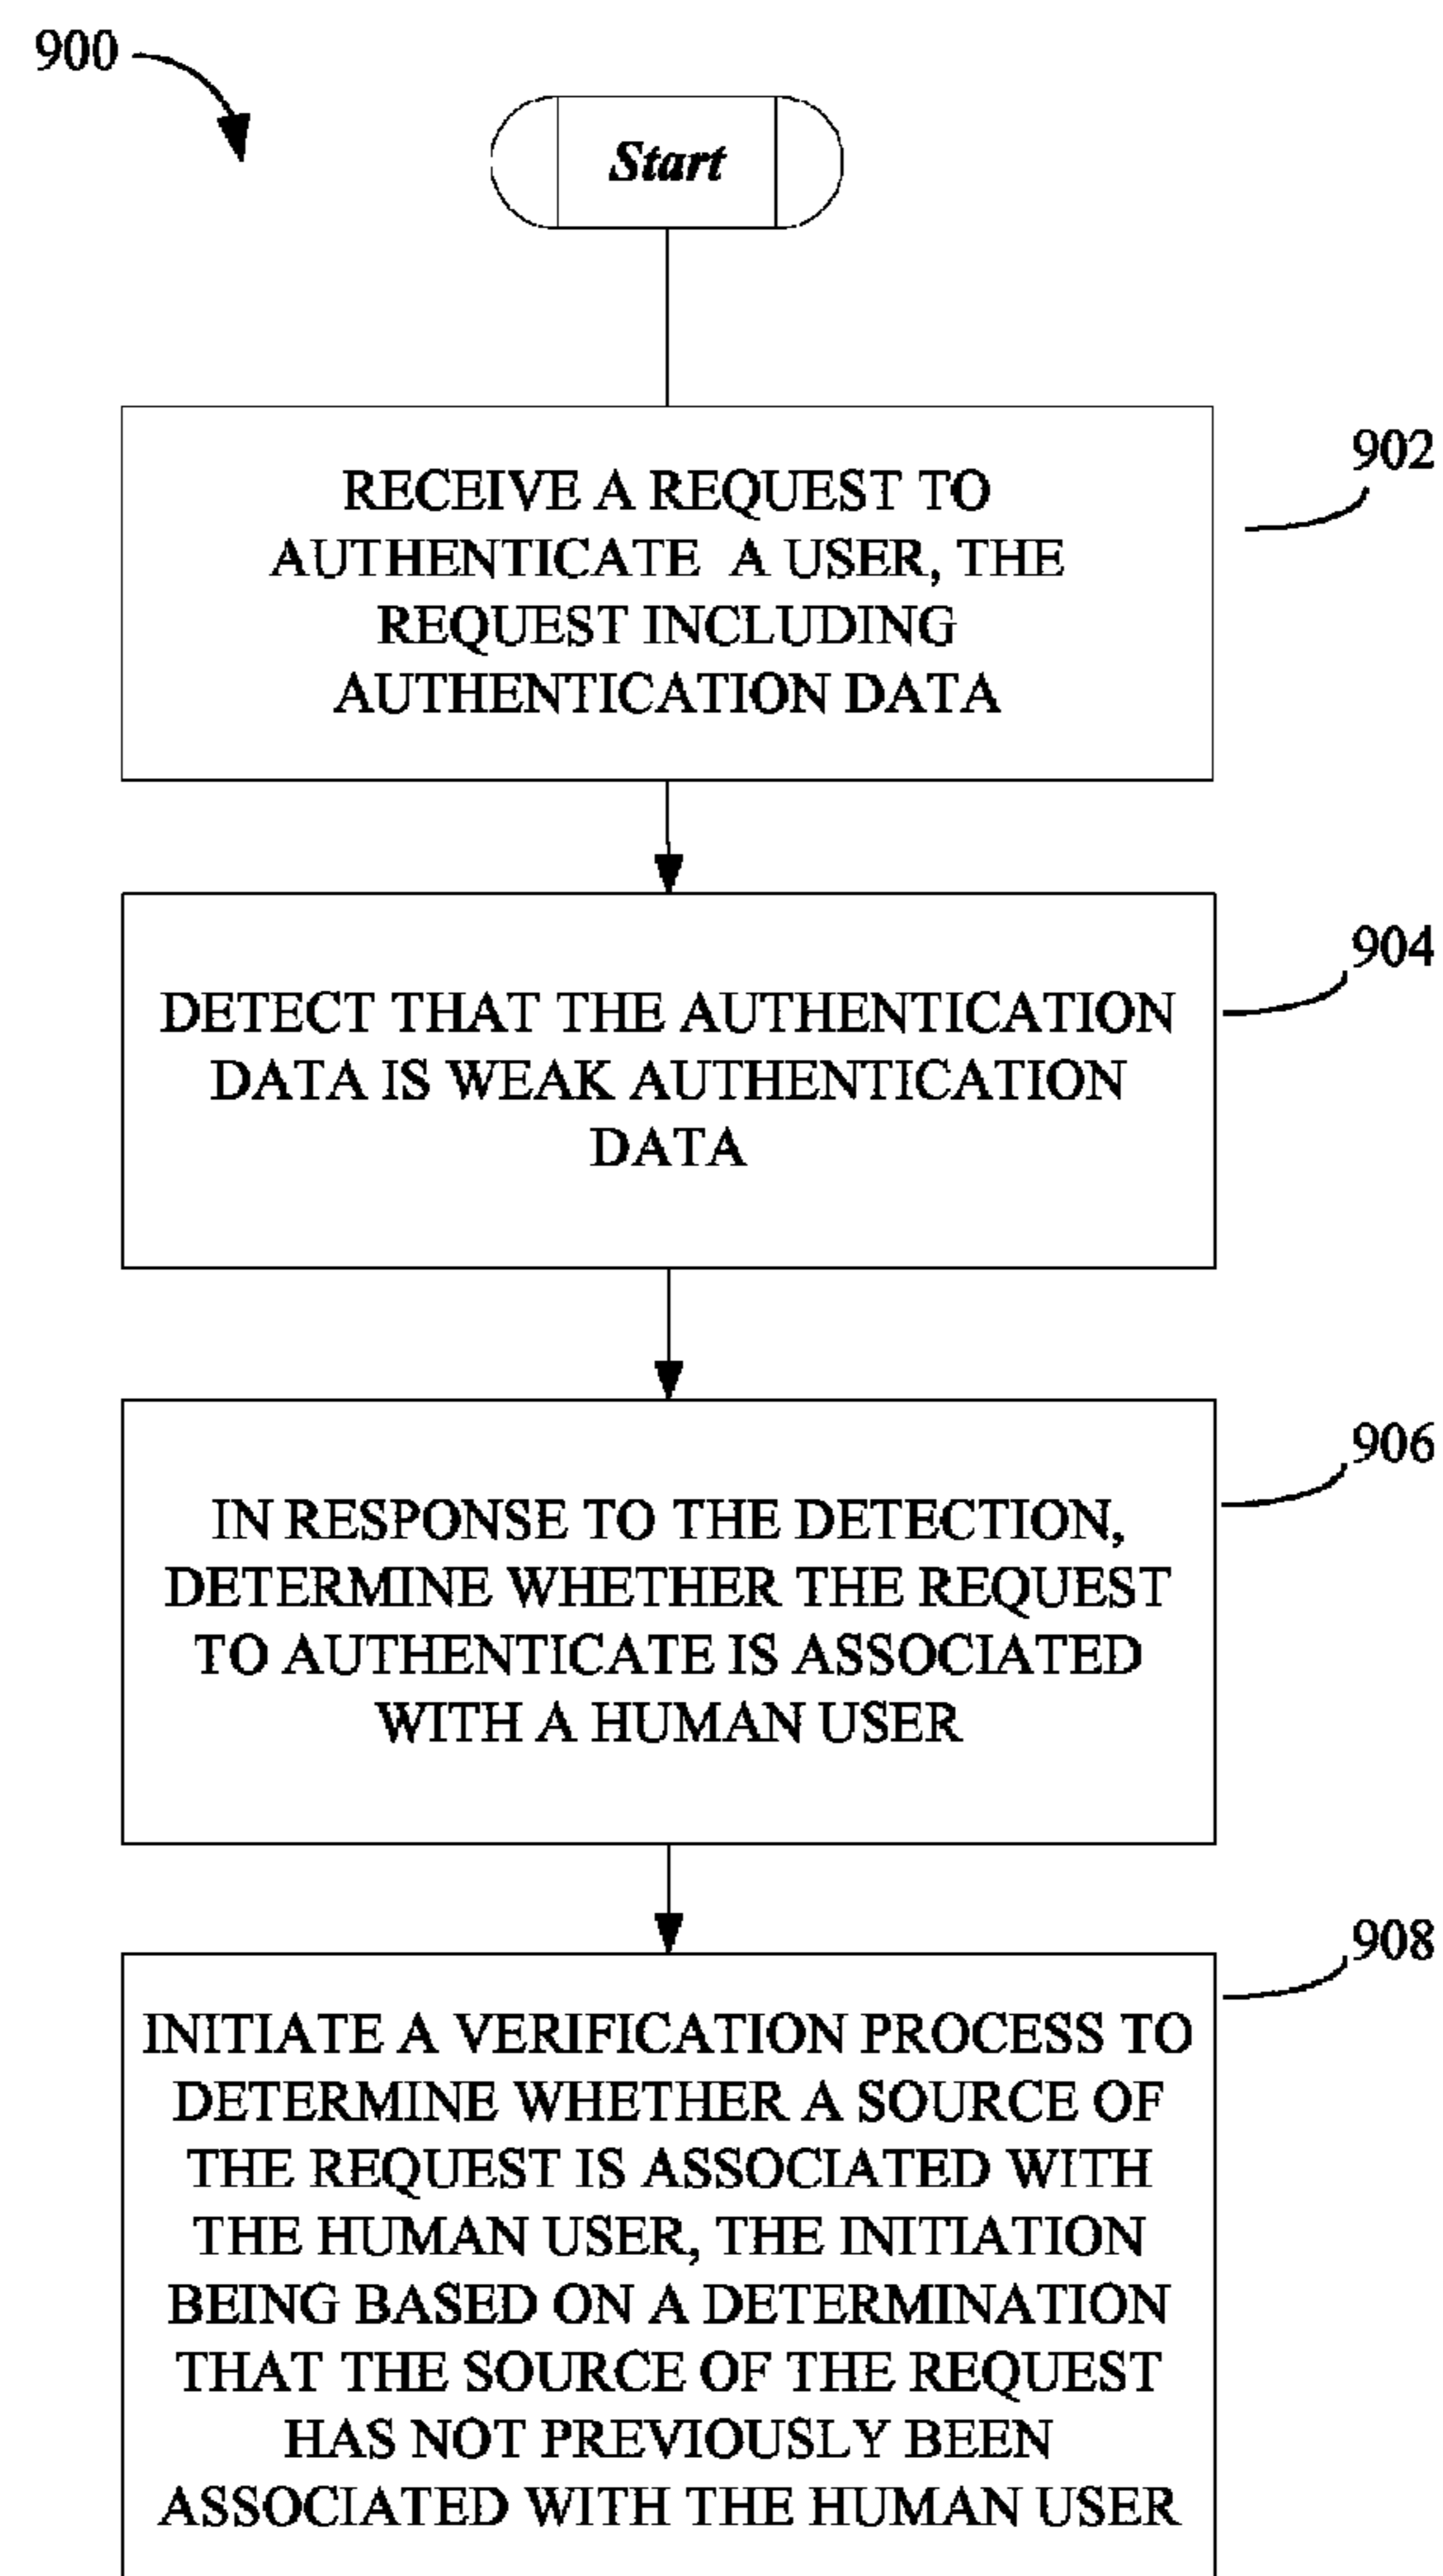 900
Start
902
RECEIVE A REQUEST TO
AUTHENTICATE A USER, THE
REQUEST INCLUDING
AUTHENTICATION DATA
904
DETECT THAT THE AUTHENTICATION
DATA IS WEAK AUTHENTICATION
DATA
906
IN RESPONSE TO THE DETECTION,
DETERMINE WHETHER THE REQUEST
TO AUTHENTICATE IS ASSOCIATED
WITH A HUMAN USER
908
INITIATE A VERIFICATION PROCESS TO
DETERMINE WHETHER A SOURCE OF
THE REQUEST IS ASSOCIATED WITH
THE HUMAN USER, THE INITIATION
BEING BASED ON A DETERMINATION
THAT THE SOURCE OF THE REQUEST
HAS NOT PREVIOUSLY BEEN
ASSOCIATED WITH THE HUMAN USER